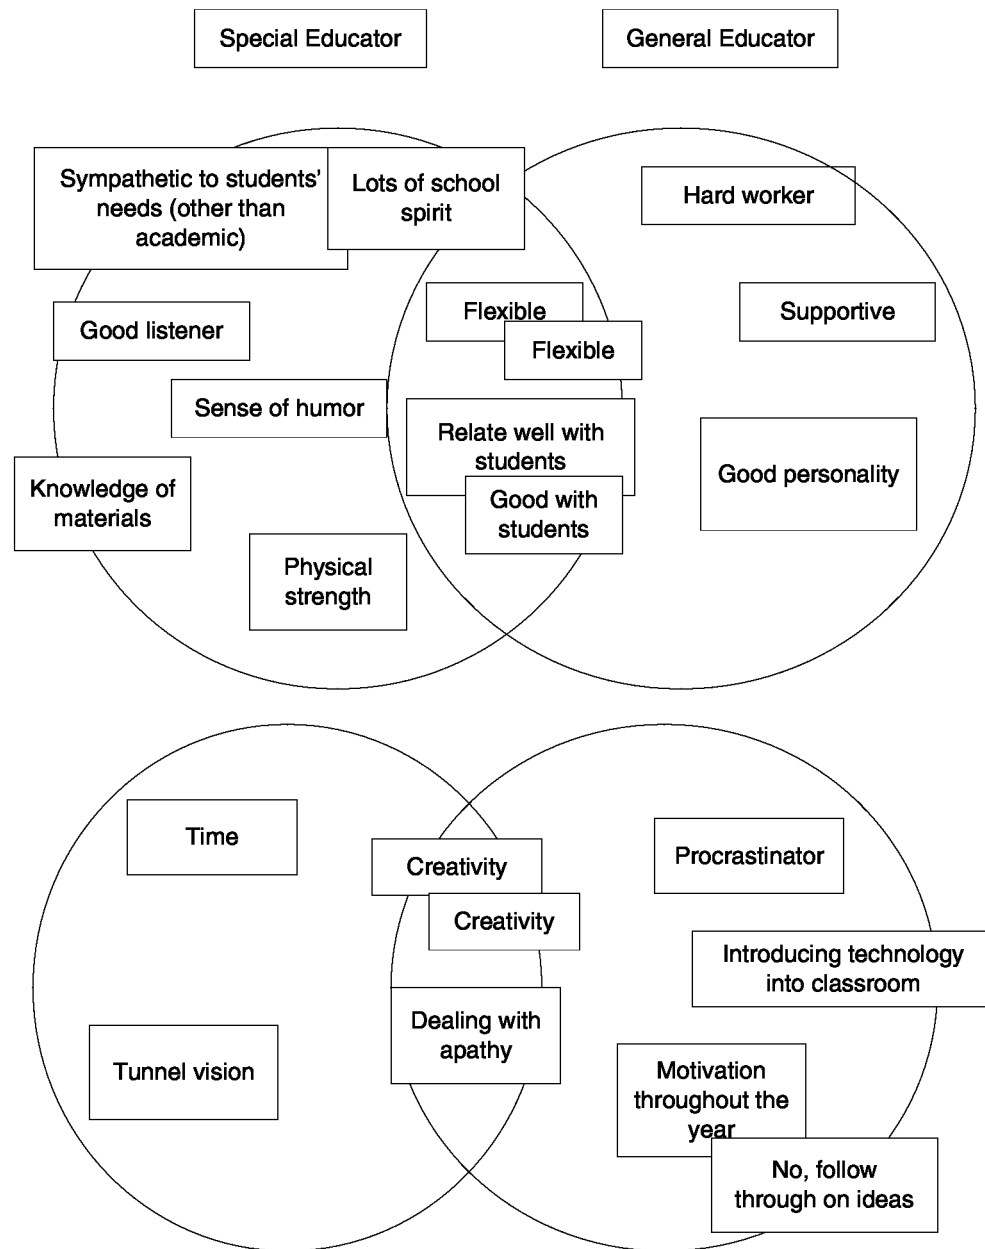 Special Educator
General Educator
Sympathetic to students'
needs (other than
academic)
Lots of school
spirit
Hard worker
Flexible
Flexible
Supportive
Good listener
Sense of humor
Relate well with
students
Good with
students
Good personality
Knowledge of
materials
Physical
strength
Time
Creativity
Creativity
Procrastinator
Introducing technology
into classroom
Dealing with
apathy
Tunnel vision
Motivation
throughout the
year
No, follow
through on ideas